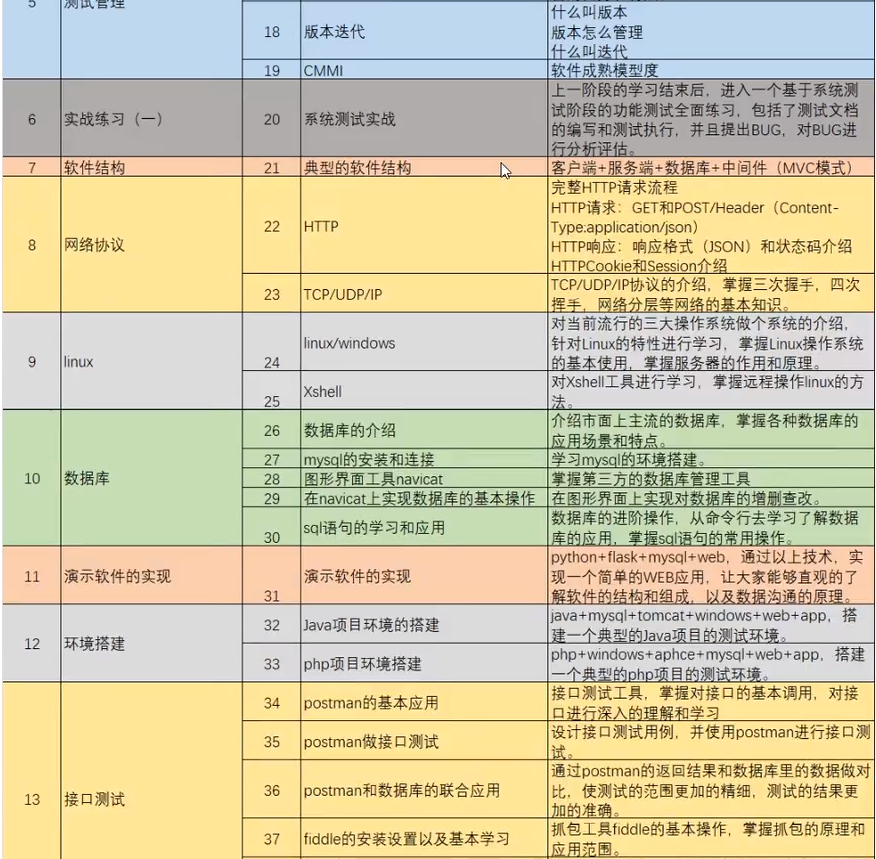 5
测试管理
什么叫版本
18
版本迭代
版本怎么管理
什么叫迭代
19
CMMI
软件成熟模型度
6
实战练习（一）
20
系统测试实战
上一阶段的学习结束后，进入一个基于系统测
试阶段的功能测试全面练习，包括了测试文档
的编写和测试执行，并且提出BUG，对BUG进
行分析评估。
7
软件结构
21
典型的软件结构
客户端+服务端+数据库+中间件（MVC模式）
8
网络协议
22
HTTP
完整HTTP请求流程
HTTP请求：GET和POST/Header（Content-
Type:application/json）
HTTP响应：响应格式（JSON）和状态码介绍
HTTPCookie和Session介绍
23
TCP/UDP/IP
TCP/UDP/IP协议的介绍，掌握三次握手，四次
挥手，网络分层等网络的基本知识。
9
linux
24
linux/windows
对当前流行的三大操作系统做个系统的介绍，
针对Linux的特性进行学习，掌握Linux操作系统
的基本使用，掌握服务器的作用和原理。
25
Xshell
对Xshell工具进行学习，掌握远程操作linux的方
法。
10
数据库
26
数据库的介绍
介绍市面上主流的数据库，掌握各种数据库的
应用场景和特点。
27
mysql的安装和连接
学习mysql的环境搭建。
28
图形界面工具navicat
掌握第三方的数据库管理工具
29
在navicat上实现数据库的基本操作
在图形界面上实现对数据库的增删查改。
30
sql语句的学习和应用
数据库的进阶操作，从命令行去学习了解数据
库的应用，掌握sql语句的常用操作。
11
演示软件的实现
31
演示软件的实现
python+flask+mysql+web，通过以上技术，实
现一个简单的WEB应用，让大家能够直观的了
解软件的结构和组成，以及数据沟通的原理。
12
环境搭建
32
Java项目环境的搭建
java+mysql+tomcat+windows+web+app，搭
建一个典型的Java项目的测试环境。
33
php项目环境搭建
php+windows+aphce+mysql+web+app，搭建
一个典型的php项目的测试环境。
13
接口测试
34
postman的基本应用
接口测试工具，掌握对接口的基本调用，对接
口进行深入的理解和学习
35
postman做接口测试
设计接口测试用例，并使用postman进行接口测
试。
36
postman和数据库的联合应用
通过postman的返回结果和数据库里的数据做对
比，使测试的范围更加的精细，测试的结果更
加的准确。
37
fiddle的安装设置以及基本学习
抓包工具fiddle的基本操作，掌握抓包的原理和
应用范围。